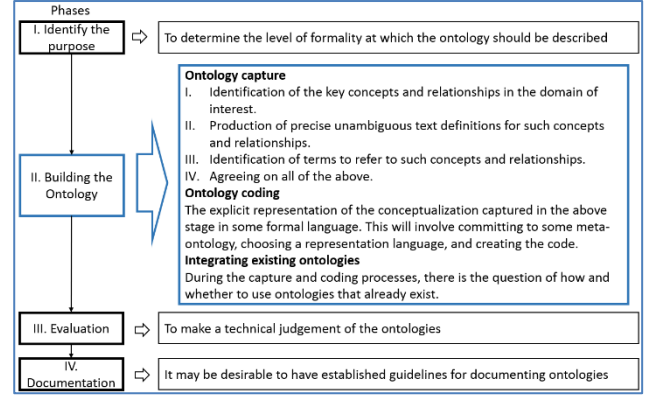 Phases
I. Identify the
purpose
To determine the level of formality at which the ontology should be described
II. Building the
Ontology
Ontology capture
I. Identification of the key concepts and relationships in the domain of
interest.
II. Production of precise unambiguous text definitions for such concepts
and relationships.
III. Identification of terms to refer to such concepts and relationships.
IV. Agreeing on all of the above.
Ontology coding
The explicit representation of the conceptualization captured in the above
stage in some formal language. This will involve committing to some meta-
ontology, choosing a representation language, and creating the code.
Integrating existing ontologies
During the capture and coding processes, there is the question of how and
whether to use ontologies that already exist.
III. Evaluation
To make a technical judgement of the ontologies
IV.
Documentation
It may be desirable to have established guidelines for documenting ontologies